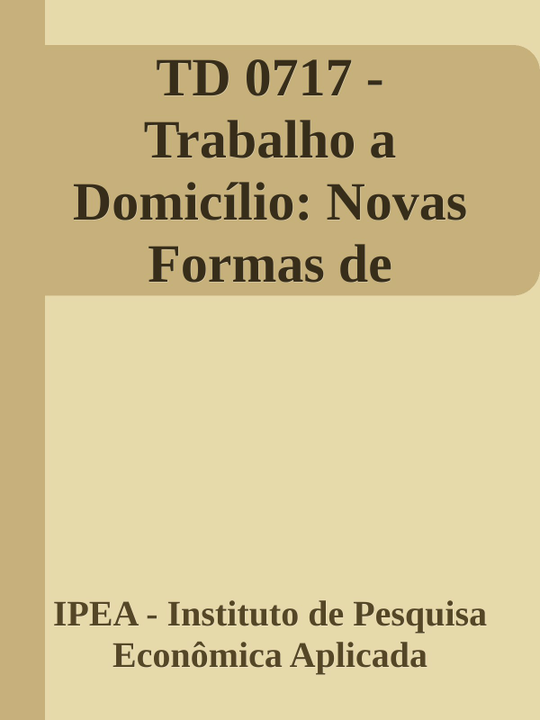 TD 0717 -
Trabalho a
Domicílio: Novas
Formas de
IPEA - Instituto de Pesquisa
Econômica Aplicada